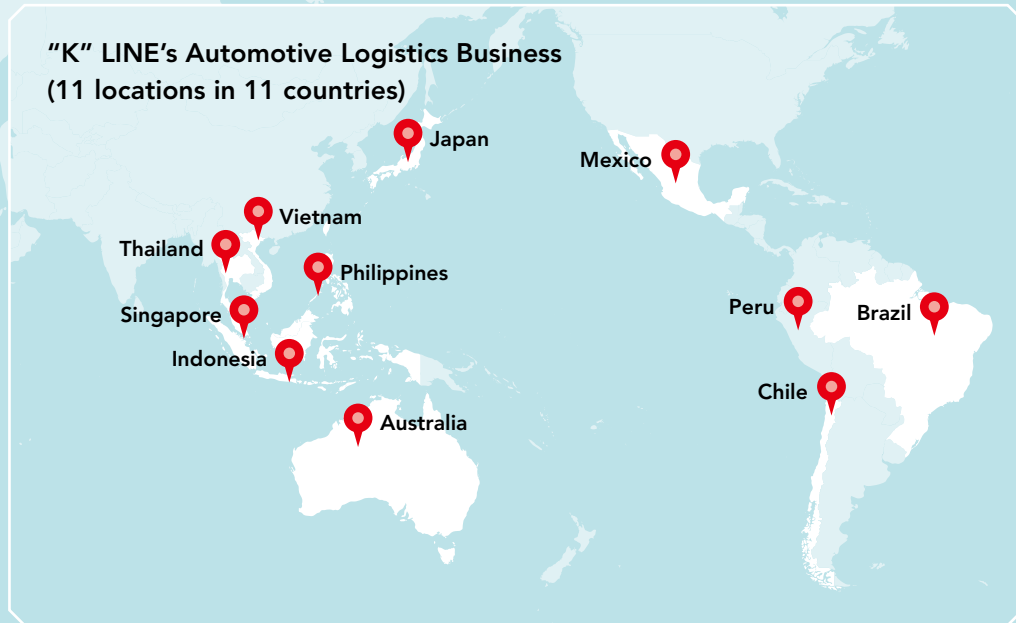 “K” LINE’s Automotive Logistics Business
(11 locations in 11 countries)
Japan
Mexico
Vietnam
Thailand
Philippines
Singapore
Peru
Brazil
Indonesia
Chile
Australia